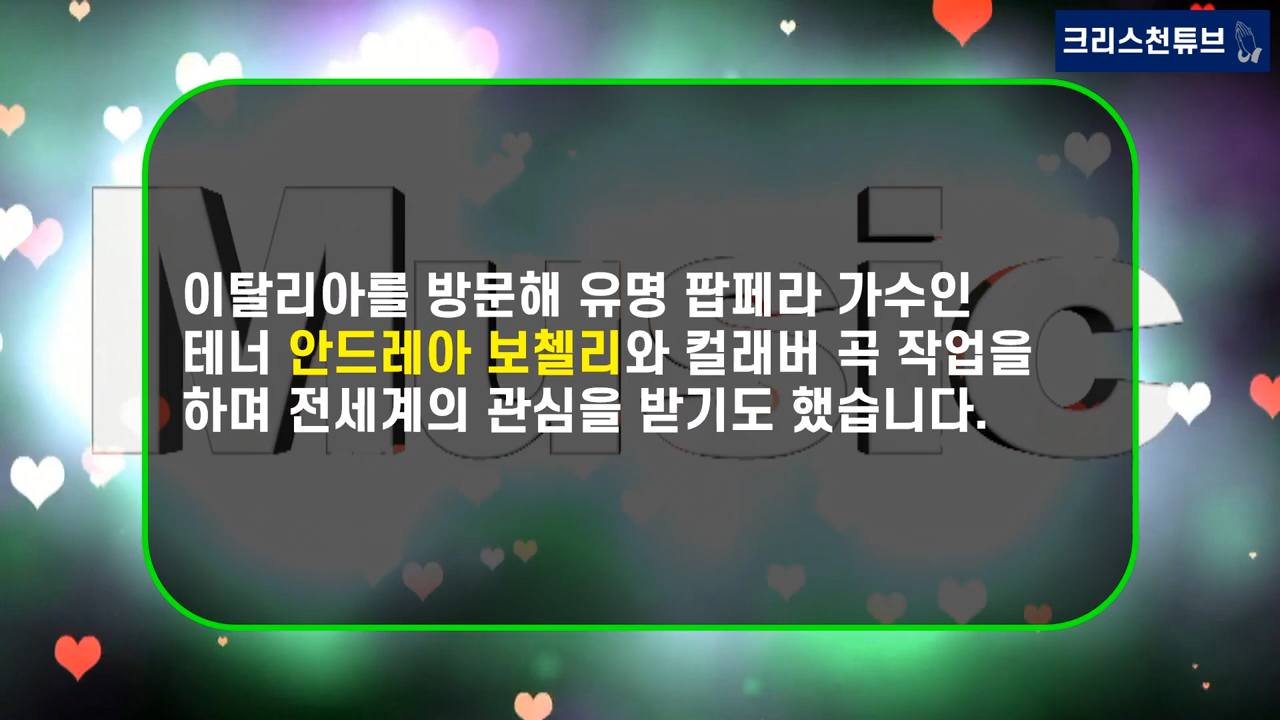 크리스천튜브
Music
이탈리아를 방문해 유명 팝페라 가수인
테너 안드레아 보첼리와 컬래버 곡 작업을
하며 전세계의 관심을 받기도 했습니다.